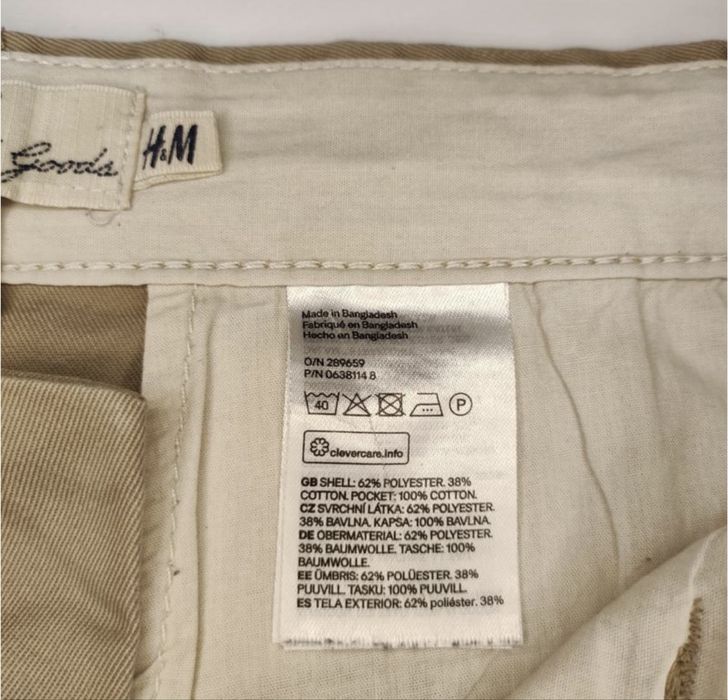 Goods
H&M
Made in Bangladesh
Fabriqué en Bangladesh
Hecho en Bangladesh
O/N 289659
P/N 0638114 8
40 P
clevercare.info
GB SHELL: 62% POLYESTER. 38%
COTTON. POCKET: 100% COTTON.
CZ SVRCHNÍ LÁTKA: 62% POLYESTER.
38% BAVLNA. KAPSA: 100% BAVLNA.
DE OBERMATERIAL: 62% POLYESTER.
38% BAUMWOLLE. TASCHE: 100%
BAUMWOLLE.
EE ÜMBRIS: 62% POLÜESTER. 38%
PUUVILL. TASKU: 100% PUUVILL.
ES TELA EXTERIOR: 62% poliéster. 38%